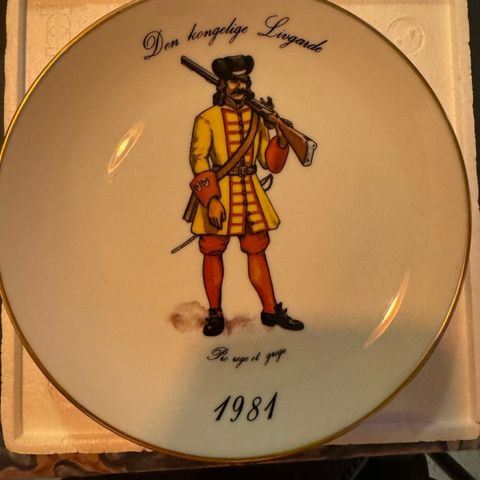 Den kongelige Livgarde
Pro rege et grege
1981